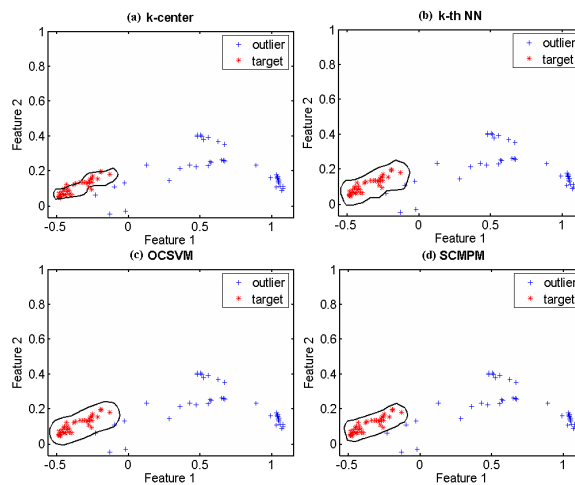 (a) k-center
(b) k-th NN
1
0.8
0.6
0.4
0.2
0
Feature 2
outlier
target
-0.5
0
0.5
1
Feature 1
1
0.8
0.6
0.4
0.2
0
Feature 2
outlier
target
-0.5
0
0.5
1
Feature 1
(c) OCSVM
(d) SCMPM
1
0.8
0.6
0.4
0.2
0
Feature 2
outlier
target
-0.5
0
0.5
1
Feature 1
1
0.8
0.6
0.4
0.2
0
Feature 2
outlier
target
-0.5
0
0.5
1
Feature 1